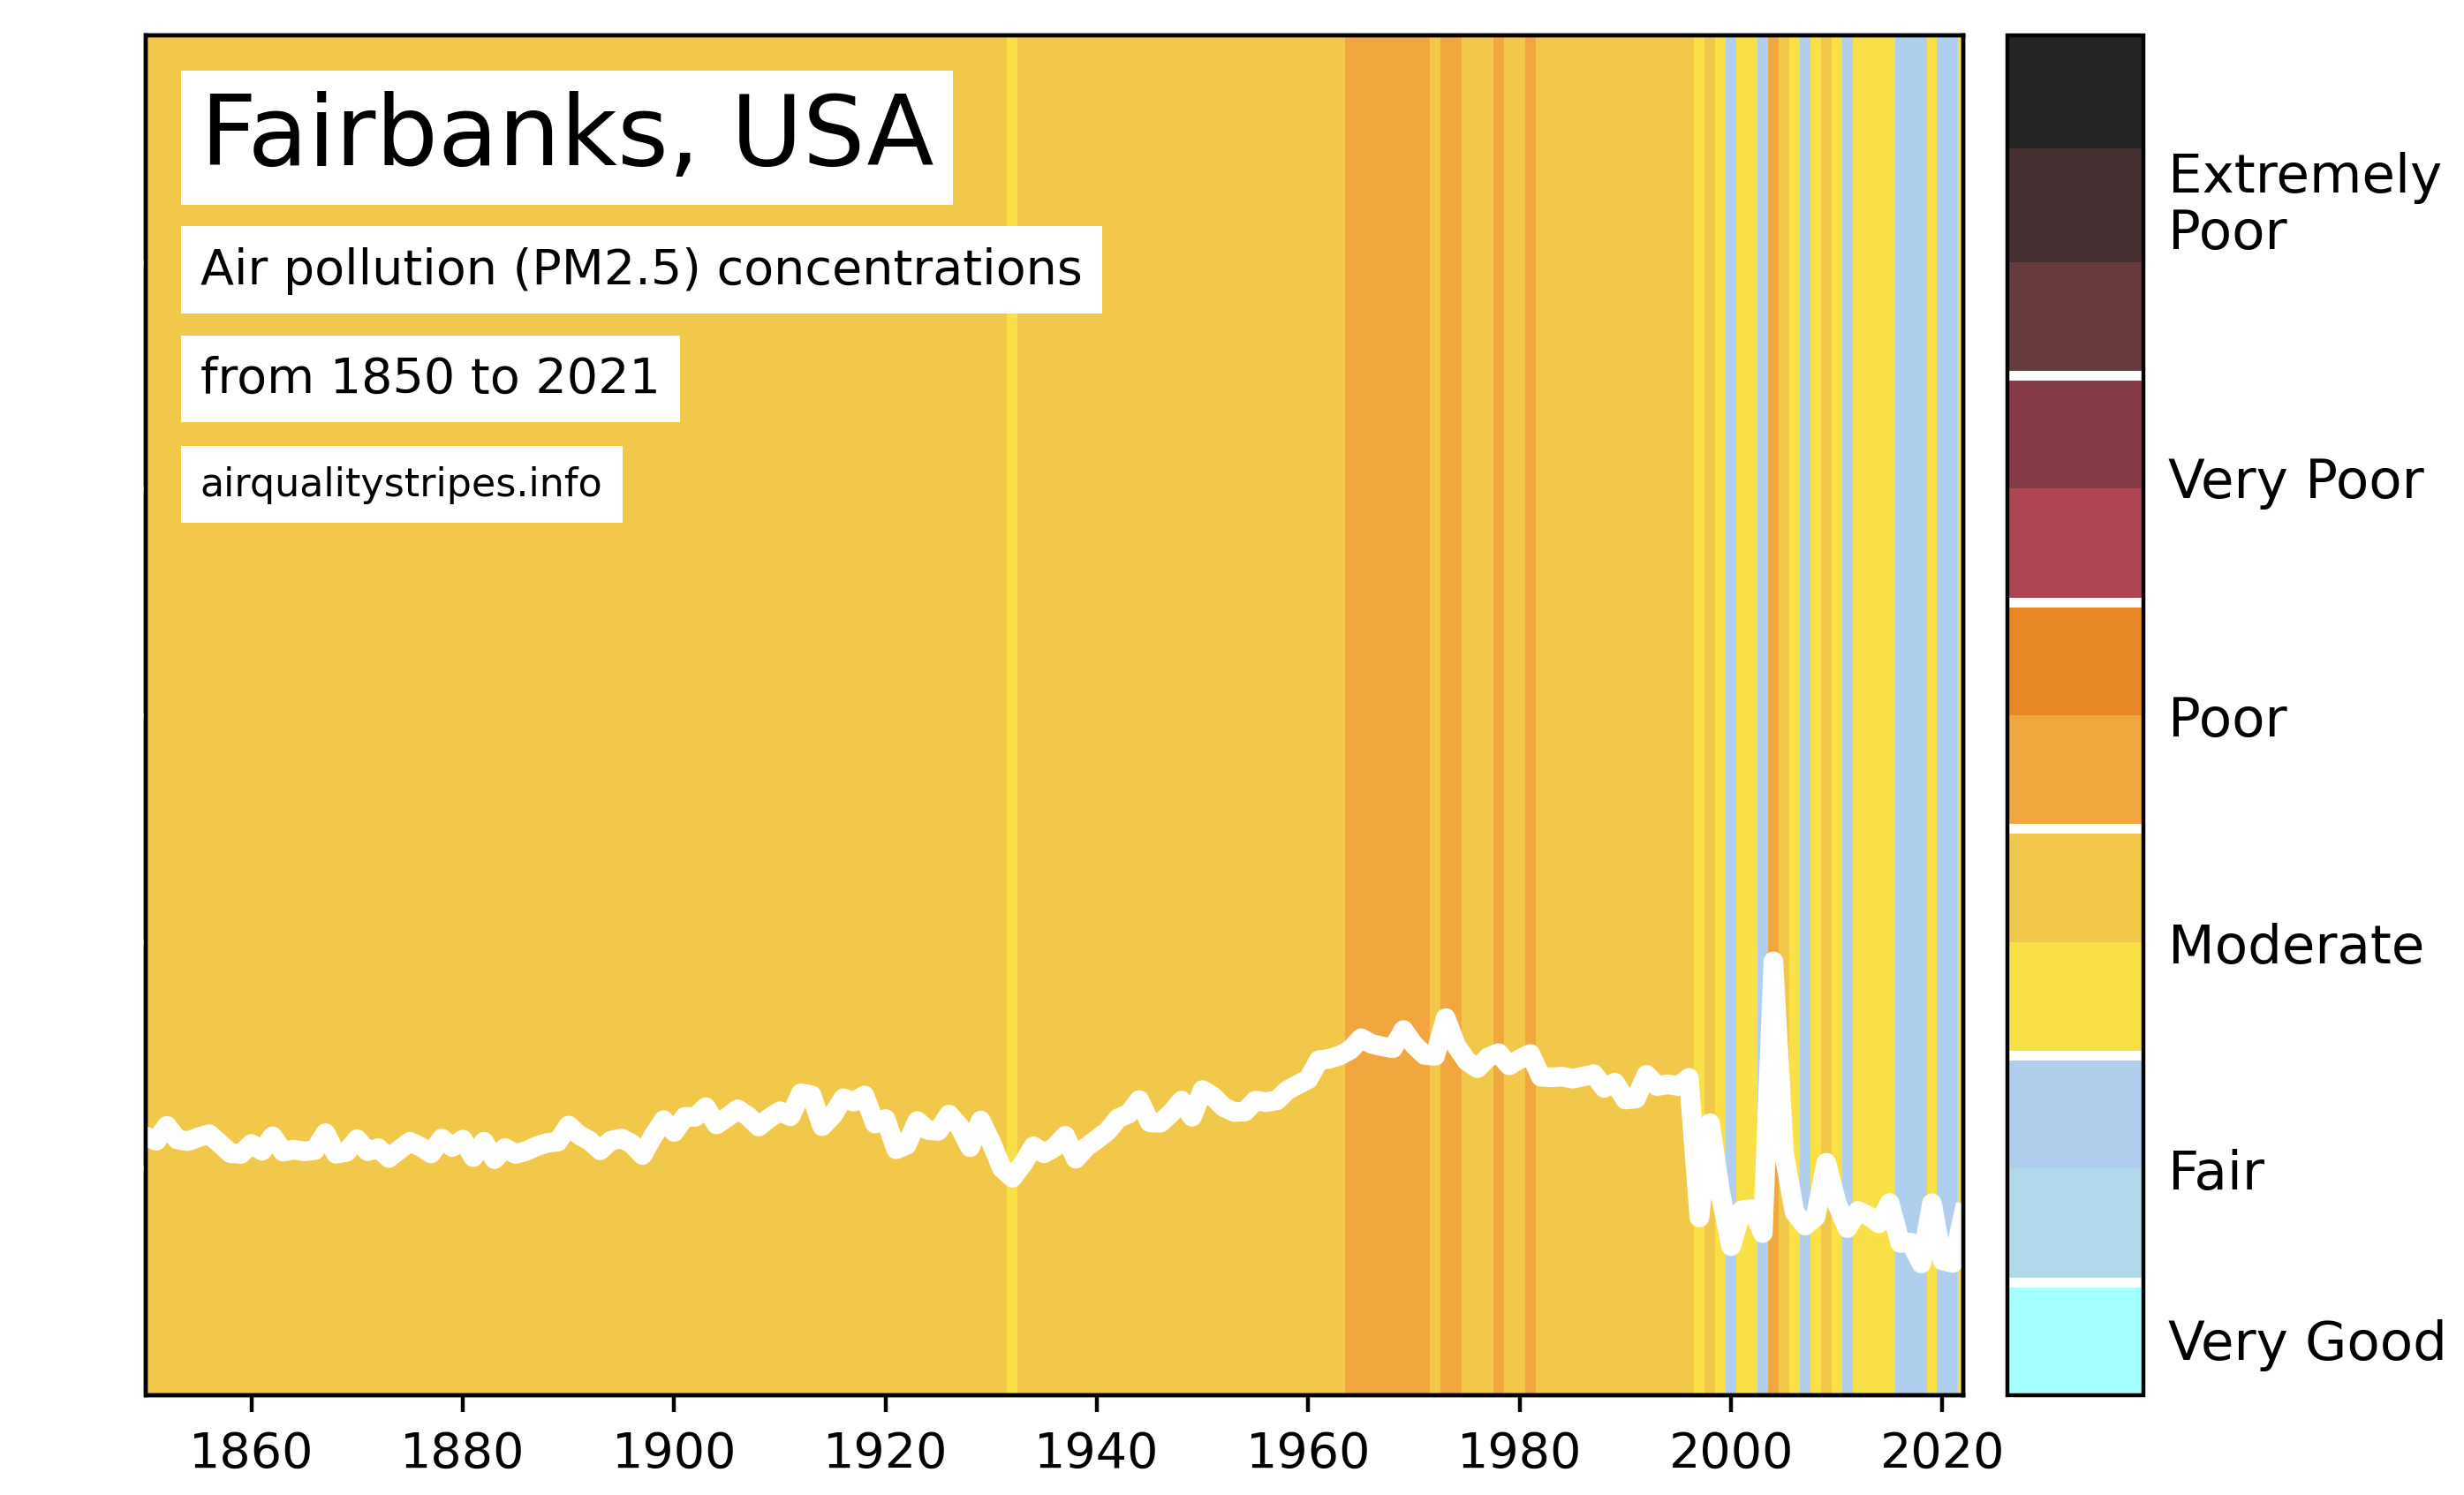 Fairbanks, USA
Air pollution (PM2.5) concentrations
from 1850 to 2021
airqualitystripes.info
Extremely
Poor
Very Poor
Poor
Moderate
Fair
Very Good
1860 1880 1900 1920 1940 1960 1980 2000 2020